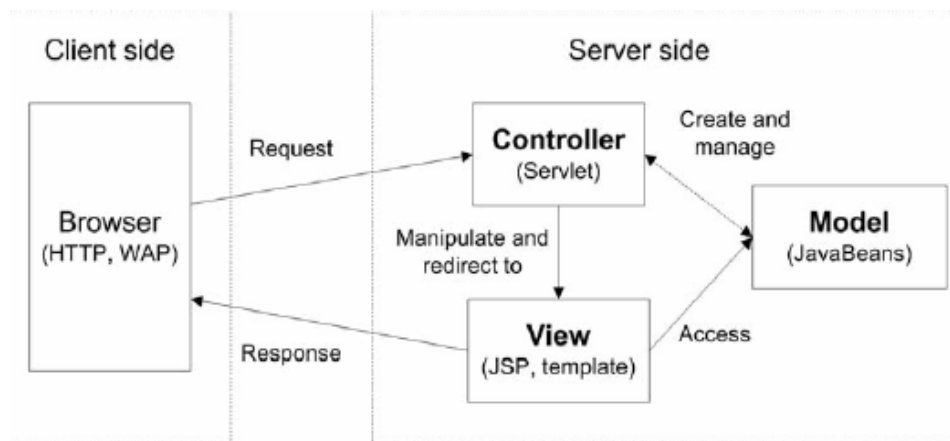 Client side
Server side
Request
Controller
(Servlet)
Create and
manage
Browser
(HTTP, WAP)
Model
(JavaBeans)
Manipulate and
redirect to
View
(JSP, template)
Access
Response